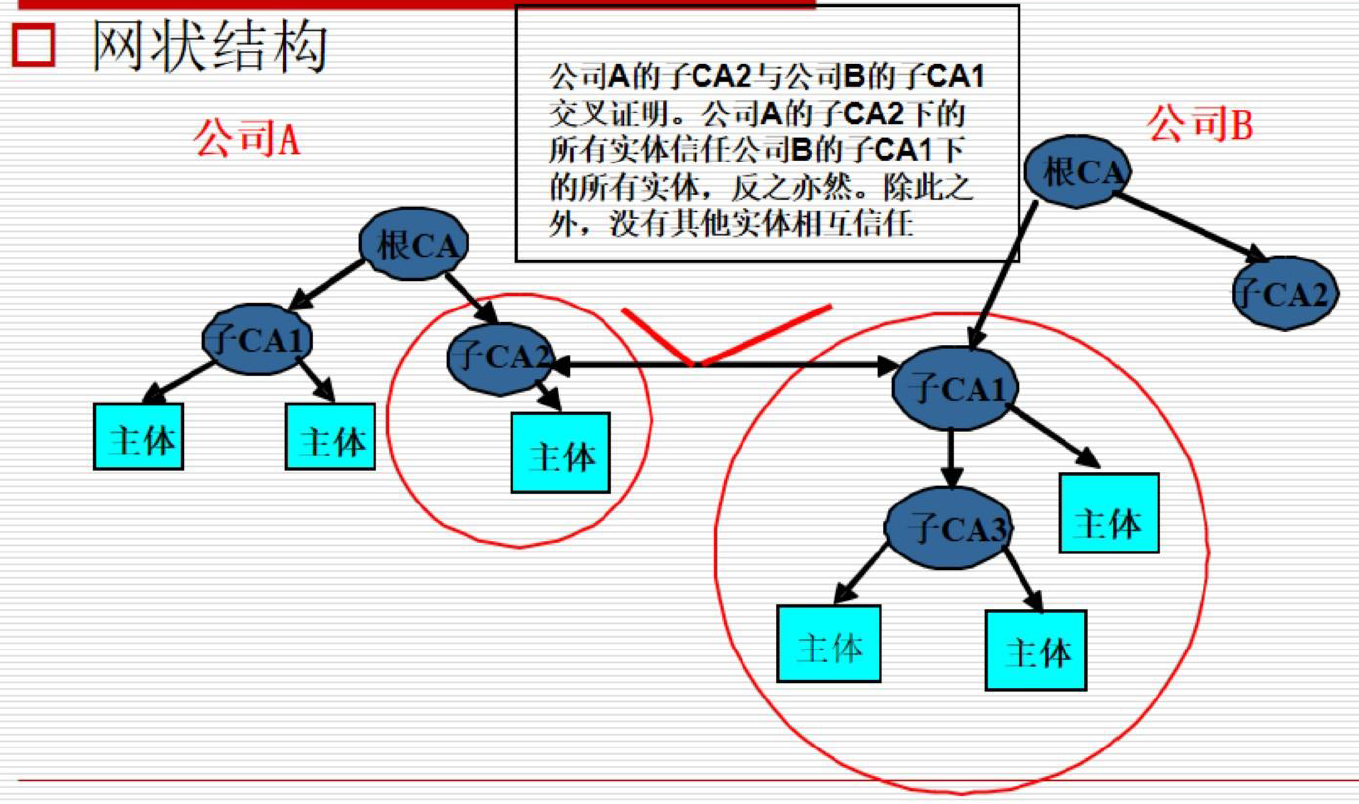 网状结构
公司A的子CA2与公司B的子CA1
交叉证明。公司A的子CA2下的
所有实体信任公司B的子CA1下
的所有实体，反之亦然。除此之
外，没有其他实体相互信任
公司A
公司B
根CA
根CA
子CA2
子CA1
子CA2
子CA1
主体
主体
主体
主体
子CA3
主体
主体